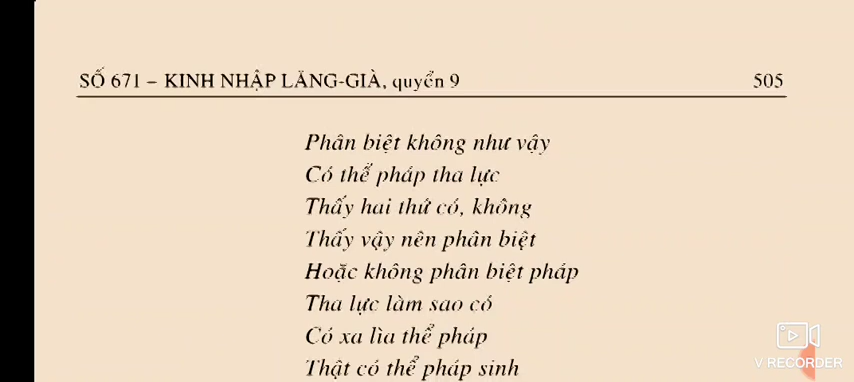 SỐ 671 – KINH NHẬP LĂNG-GIÀ, quyển 9 505
Phân biệt không như vậy
Có thể pháp tha lực
Thấy hai thứ có, không
Thấy vậy nên phân biệt
Hoặc không phân biệt pháp
Tha lực làm sao có
Có xa lìa thể pháp
Thật có thể pháp sinh
V RECORDER